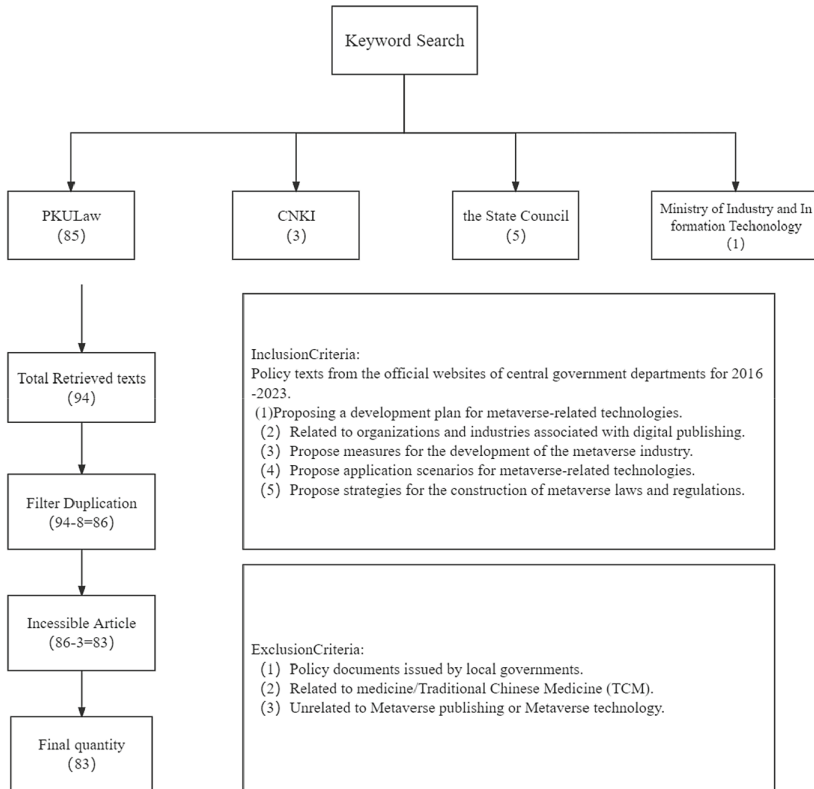 Keyword Search
PKULaw
(85)
CNKI
(3)
the State Council
(5)
Ministry of Industry and In
formation Techonology
(1)
Total Retrieved texts
(94)
Filter Duplication
(94-8=86)
Incessible Article
(86-3=83)
Final quantity
(83)
InclusionCriteria:
Policy texts from the official websites of central government departments for 2016
-2023.
(1)Proposing a development plan for metaverse-related technologies.
(2) Related to organizations and industries associated with digital publishing.
(3) Propose measures for the development of the metaverse industry.
(4) Propose application scenarios for metaverse-related technologies.
(5) Propose strategies for the construction of metaverse laws and regulations.
ExclusionCriteria:
(1) Policy documents issued by local governments.
(2) Related to medicine/Traditional Chinese Medicine (TCM).
(3) Unrelated to Metaverse publishing or Metaverse technology.